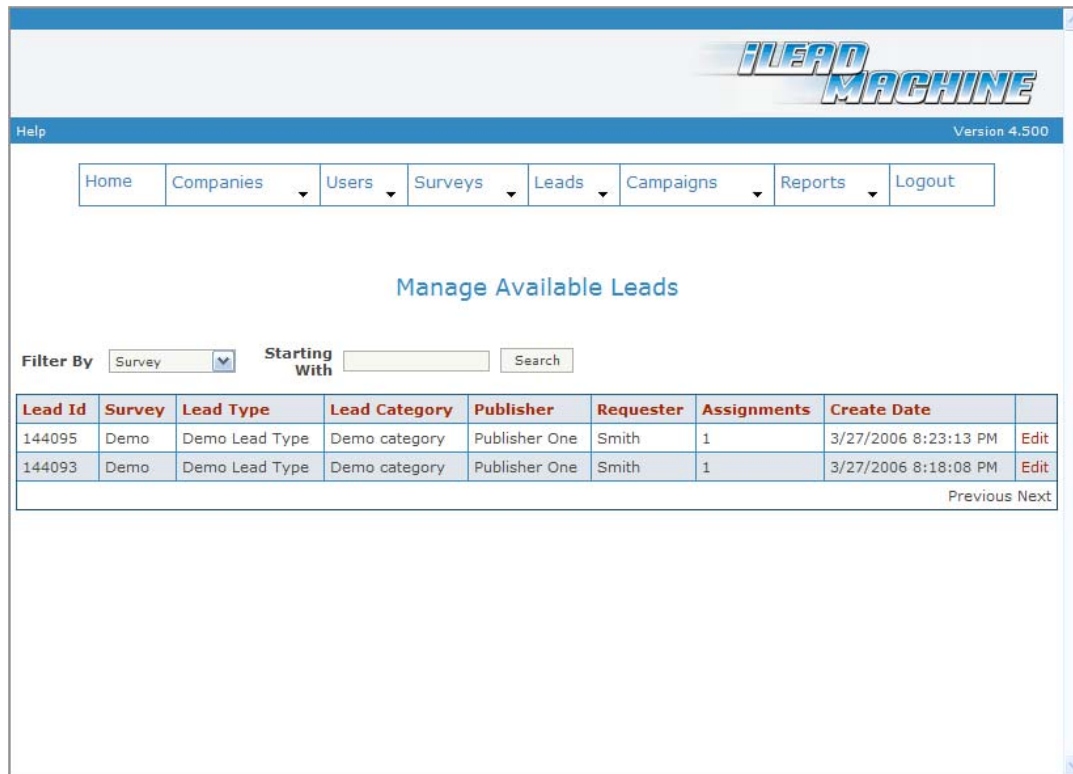 iLEAD
MACHINE
Help Version 4.500
Home Companies Users Surveys Leads Campaigns Reports Logout
Manage Available Leads
Filter By Survey Starting With Search
Lead Id Survey Lead Type Lead Category Publisher Requester Assignments Create Date
144095 Demo Demo Lead Type Demo category Publisher One Smith 1 3/27/2006 8:23:13 PM Edit
144093 Demo Demo Lead Type Demo category Publisher One Smith 1 3/27/2006 8:18:08 PM Edit
Previous Next